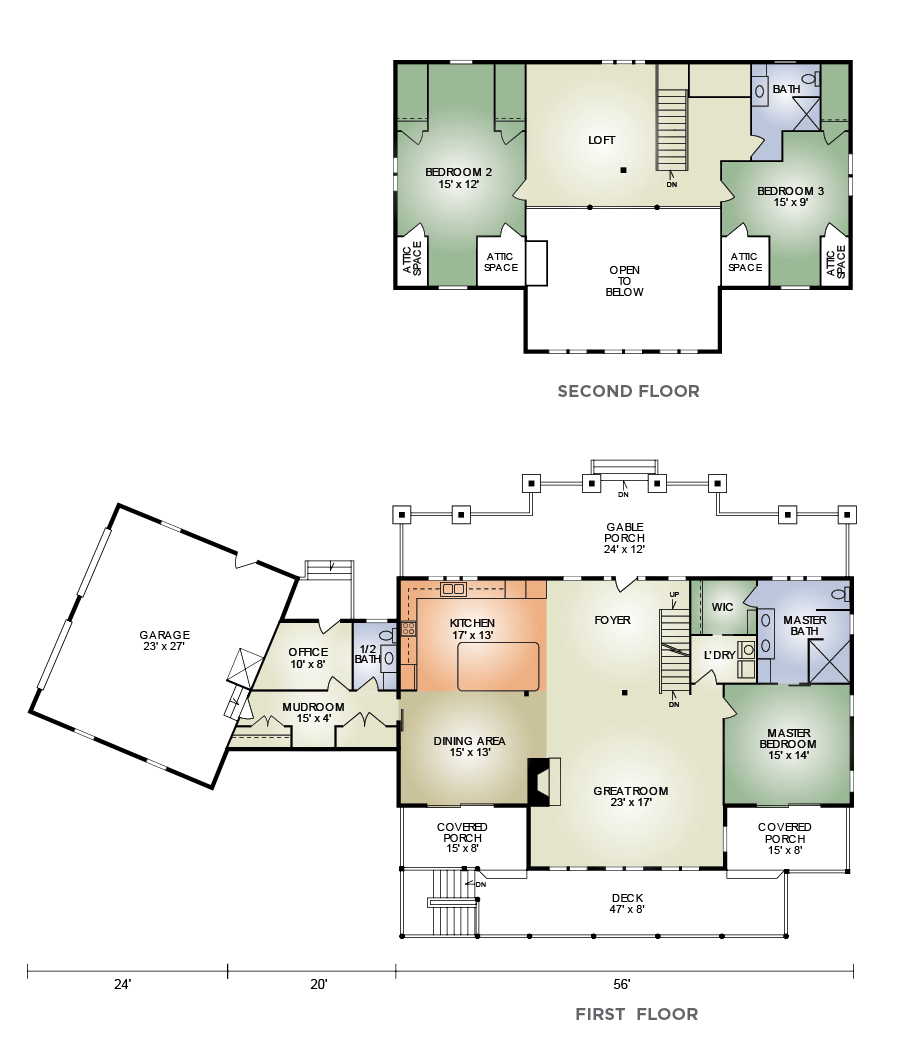 BATH
LOFT
BEDROOM 2
15' x 12'
DN
BEDROOM 3
15' x 9'
ATTIC
SPACE
ATTIC
SPACE
OPEN
TO
BELOW
ATTIC
SPACE
ATTIC
SPACE
SECOND FLOOR
DN
GABLE
PORCH
24' x 12'
UP
WIC
KITCHEN
17' x 13'
FOYER
MASTER
BATH
GARAGE
23' x 27'
OFFICE
10' x 8'
1/2
BATH
L'DRY
MUDROOM
15' x 4'
DN
DINING AREA
15' x 13'
MASTER
BEDROOM
15' x 14'
GREATROOM
23' x 17'
COVERED
PORCH
15' x 8'
COVERED
PORCH
15' x 8'
DN
DECK
47' x 8'
24'
20'
56'
FIRST FLOOR